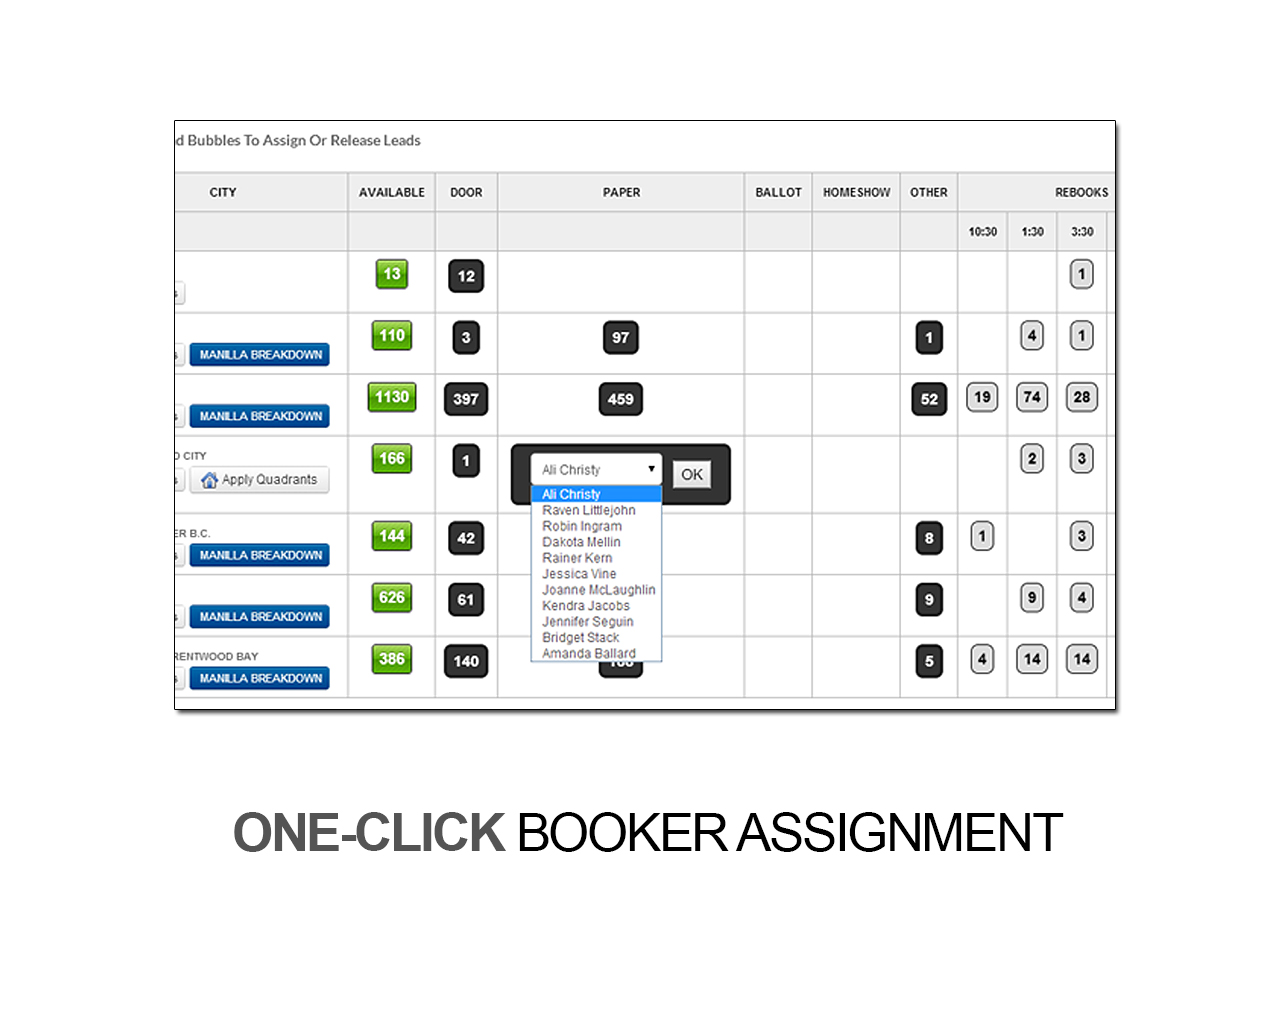 d Bubbles To Assign Or Release Leads
CITY AVAILABLE DOOR PAPER BALLOT HOMESHOW OTHER REBOOKS
10:30 1:30 3:30
13 12 1
s
110 3 97 1 4 1
s MANILLA BREAKDOWN
1130 397 459 52 19 74 28
s MANILLA BREAKDOWN
CITY
166 1 Ali Christy OK 2 3
s Apply Quadrants
Ali Christy
Raven Littlejohn
Robin Ingram
Dakota Mellin
Rainer Kern
Jessica Vine
Joanne McLaughlin
Kendra Jacobs
Jennifer Seguin
Bridget Stack
Amanda Ballard
ER B.C.
144 42 8 1 3
s MANILLA BREAKDOWN
626 61 9 9 4
s MANILLA BREAKDOWN
RENTWOOD BAY
386 140 5 4 14 14
s MANILLA BREAKDOWN
ONE-CLICK BOOKER ASSIGNMENT